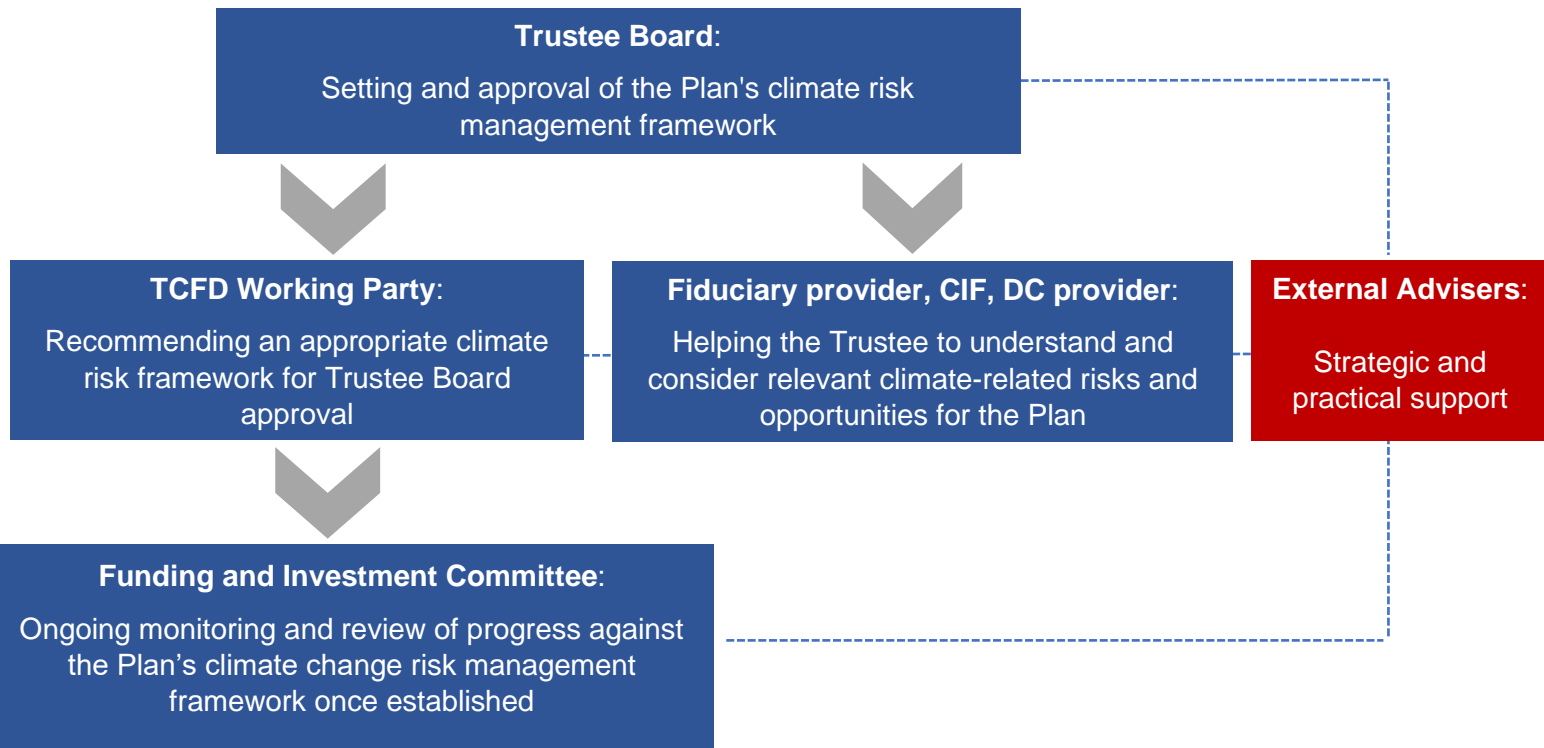 Trustee Board:
Setting and approval of the Plan's climate risk
management framework
TCFD Working Party:
Recommending an appropriate climate
risk framework for Trustee Board
approval
Fiduciary provider, CIF, DC provider:
Helping the Trustee to understand and
consider relevant climate-related risks and
opportunities for the Plan
External Advisers:
Strategic and
practical support
Funding and Investment Committee:
Ongoing monitoring and review of progress against
the Plan’s climate change risk management
framework once established